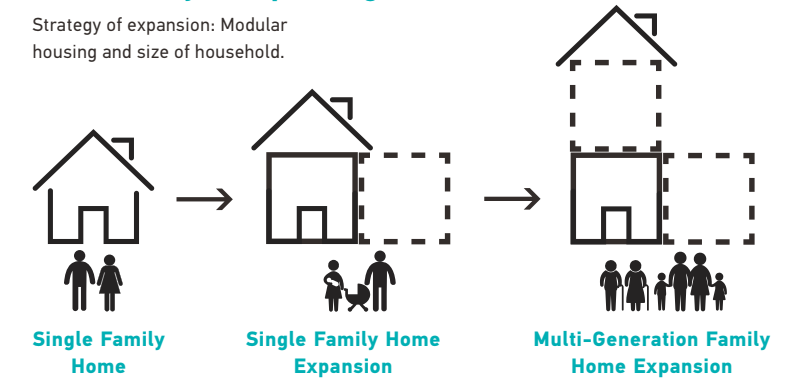 Strategy of expansion: Modular
housing and size of household.
Single Family
Home
Single Family Home
Expansion
Multi-Generation Family
Home Expansion